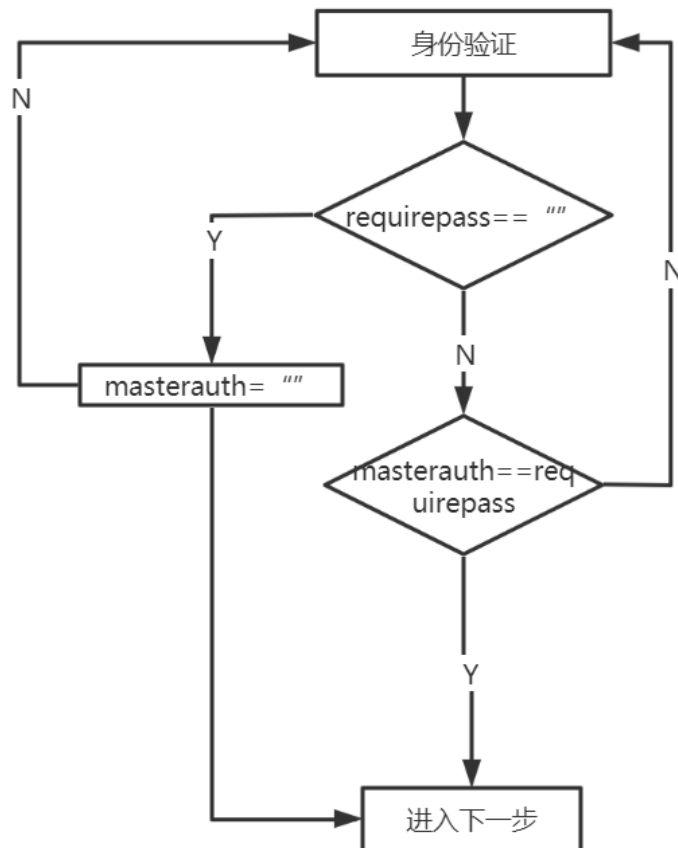 身份验证
N
requirepass== “”
Y
N
N
masterauth= “”
masterauth==req
uirepass
Y
进入下一步